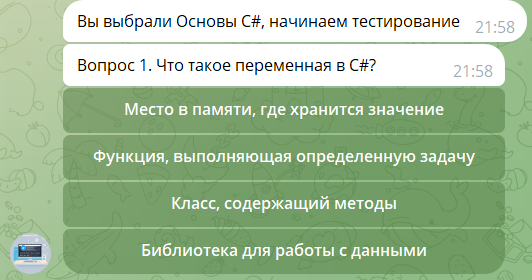 Вы выбрали Основы C#, начинаем тестирование
21:58
Вопрос 1. Что такое переменная в C#?
21:58
Место в памяти, где хранится значение
Функция, выполняющая определенную задачу
Класс, содержащий методы
Библиотека для работы с данными